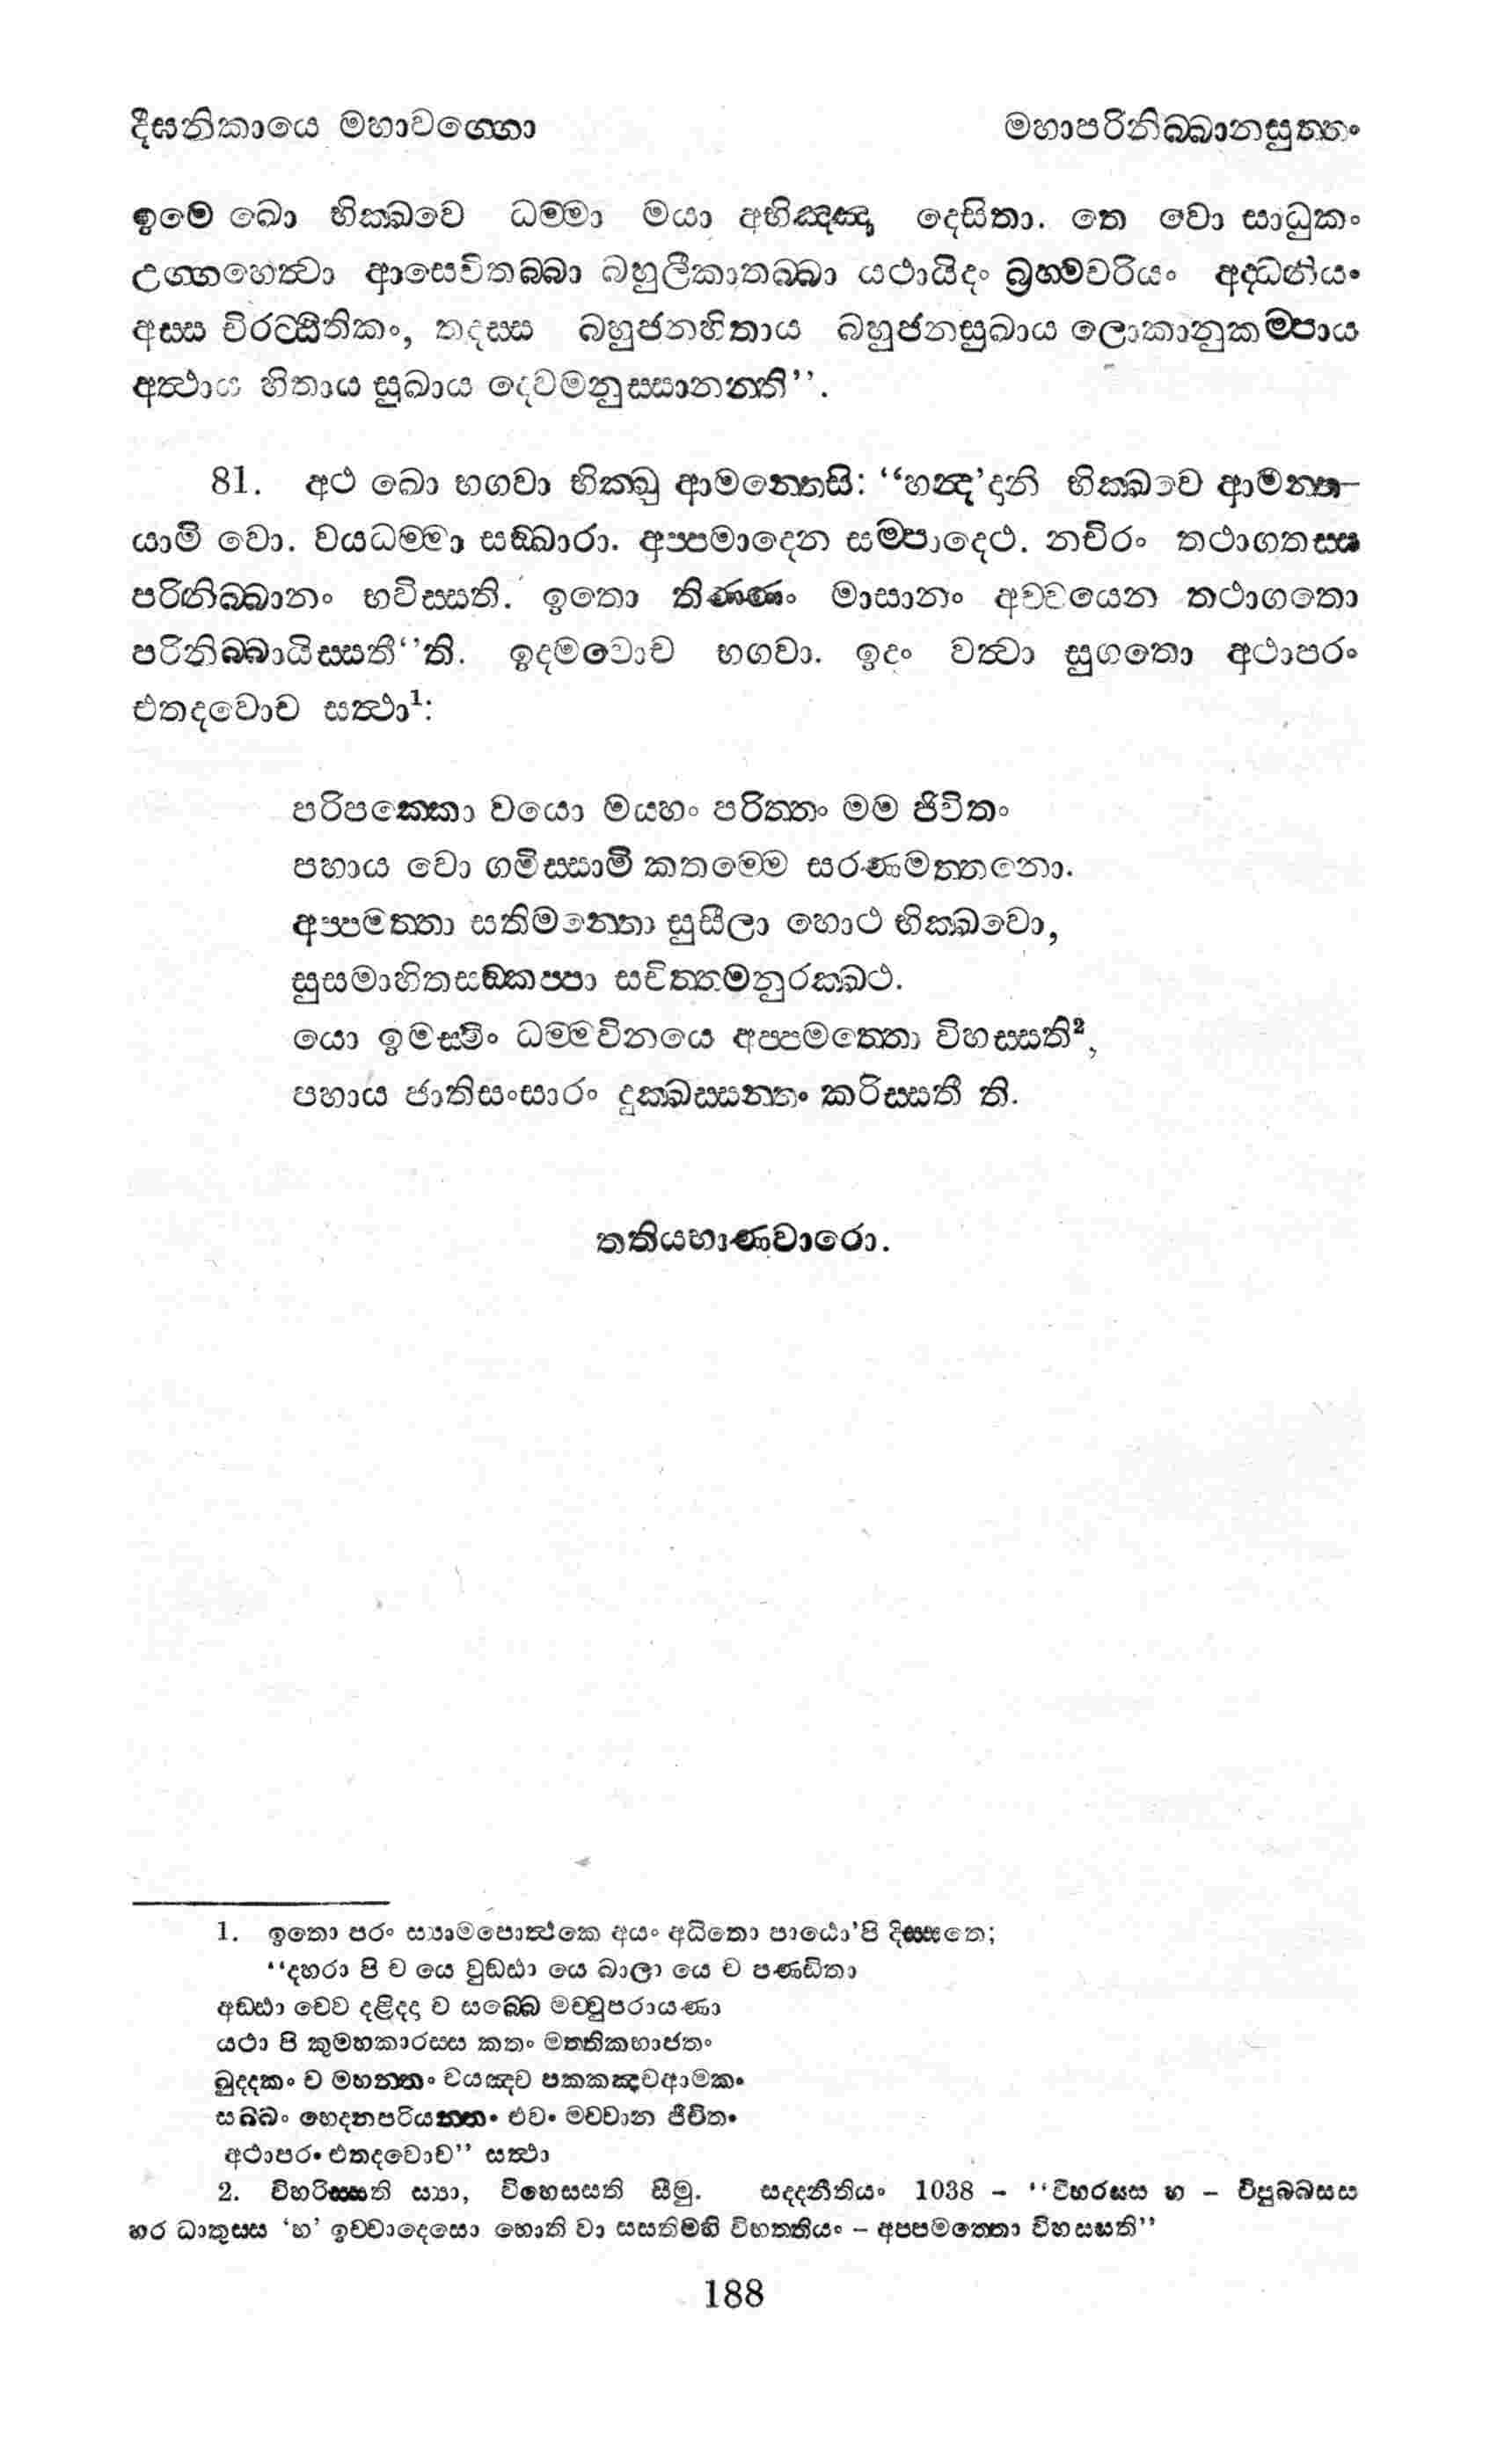 දීඝනිකායෙ මහාවග්ගො
මහාපරිනිබ්බානසුත්තං
ඉමෙ ඛො භික්ඛවෙ ධම්මා මයා අභිඤ්ඤා දෙසිතා. තෙ වො සාධුකං
උග්ගහෙත්වා ආසෙවිතබ්බා බහුලීකාතබ්බා යථායිදං බ්‍රහ්මචරියං අද්ධනියං
අස්ස චිරට්ඨිතිකං, තදස්ස බහුජනහිතාය බහුජනසුඛාය ලොකානුකම්පාය
අත්ථාය හිතාය සුඛාය දෙවමනුස්සානන්ති’’.
81. අථ ඛො භගවා භික්ඛු ආමන්තෙසි: ‘‘හන්ද’දානි භික්ඛවෙ ආමන්ත–
යාමි වො. වයධම්මා සඞ්ඛාරා. අප්පමාදෙන සම්පාදෙථ. නචිරං තථාගතස්ස
පරිනිබ්බානං භවිස්සති. ඉතො තිණ්ණං මාසානං අච්චයෙන තථාගතො
පරිනිබ්බායිස්සතී‘’ති. ඉදමවොච භගවා. ඉදං වත්වා සුගතො අථාපරං
එතදවොච සත්ථා¹:
පරිපක්කො වයො මය්හං පරිත්තං මම ජීවිතං
පහාය වො ගමිස්සාමි කතම්මෙ සරණමත්තනො.
අප්පමත්තා සතිමන්තො සුසීලා හොථ භික්ඛවො,
සුසමාහිතසඞ්කප්පා සචිත්තමනුරක්ඛථ.
යො ඉමස්මිං ධම්මවිනයෙ අප්පමත්තො විහස්සති²,
පහාය ජාතිසංසාරං දුක්ඛස්සන්තං කරිස්සතී ති.
තතියභාණවාරො.
1. ඉතො පරං ස්‍යාමපොත්ථකෙ අයං අධිතො පාඨො’පි දිස්සතෙ;
‘‘දහරා පි ච යෙ වුඩ්ඪා යෙ බාලා යෙ ච පණ්ඩිතා
අඩ්ඪා චෙව දළිද්දා ච සබ්බෙ මච්චුපරායණා
යථා පි කුම්භකාරස්ස කතං මත්තිකභාජනං
ඛුද්දකං ච මහන්තං චයඤ්ච පක්කඤ්චආමකං
සබ්බං භෙදනපරියන්තං එවං මච්චාන ජීවිතං
අථාපරං එතදවොච’’ සත්ථා
2. විහරිස්සති ස්‍යා, විහෙස්සති සීමු. සද්දනීතියං 1038 – ‘‘විහරස්ස හ – විපුබ්බස්ස
හර ධාතුස්ස ‘හ’ ඉච්චාදෙසො හොති වා ස්සතිම්හි විභත්තියං – අප්පමත්තො විහස්සති’’
188